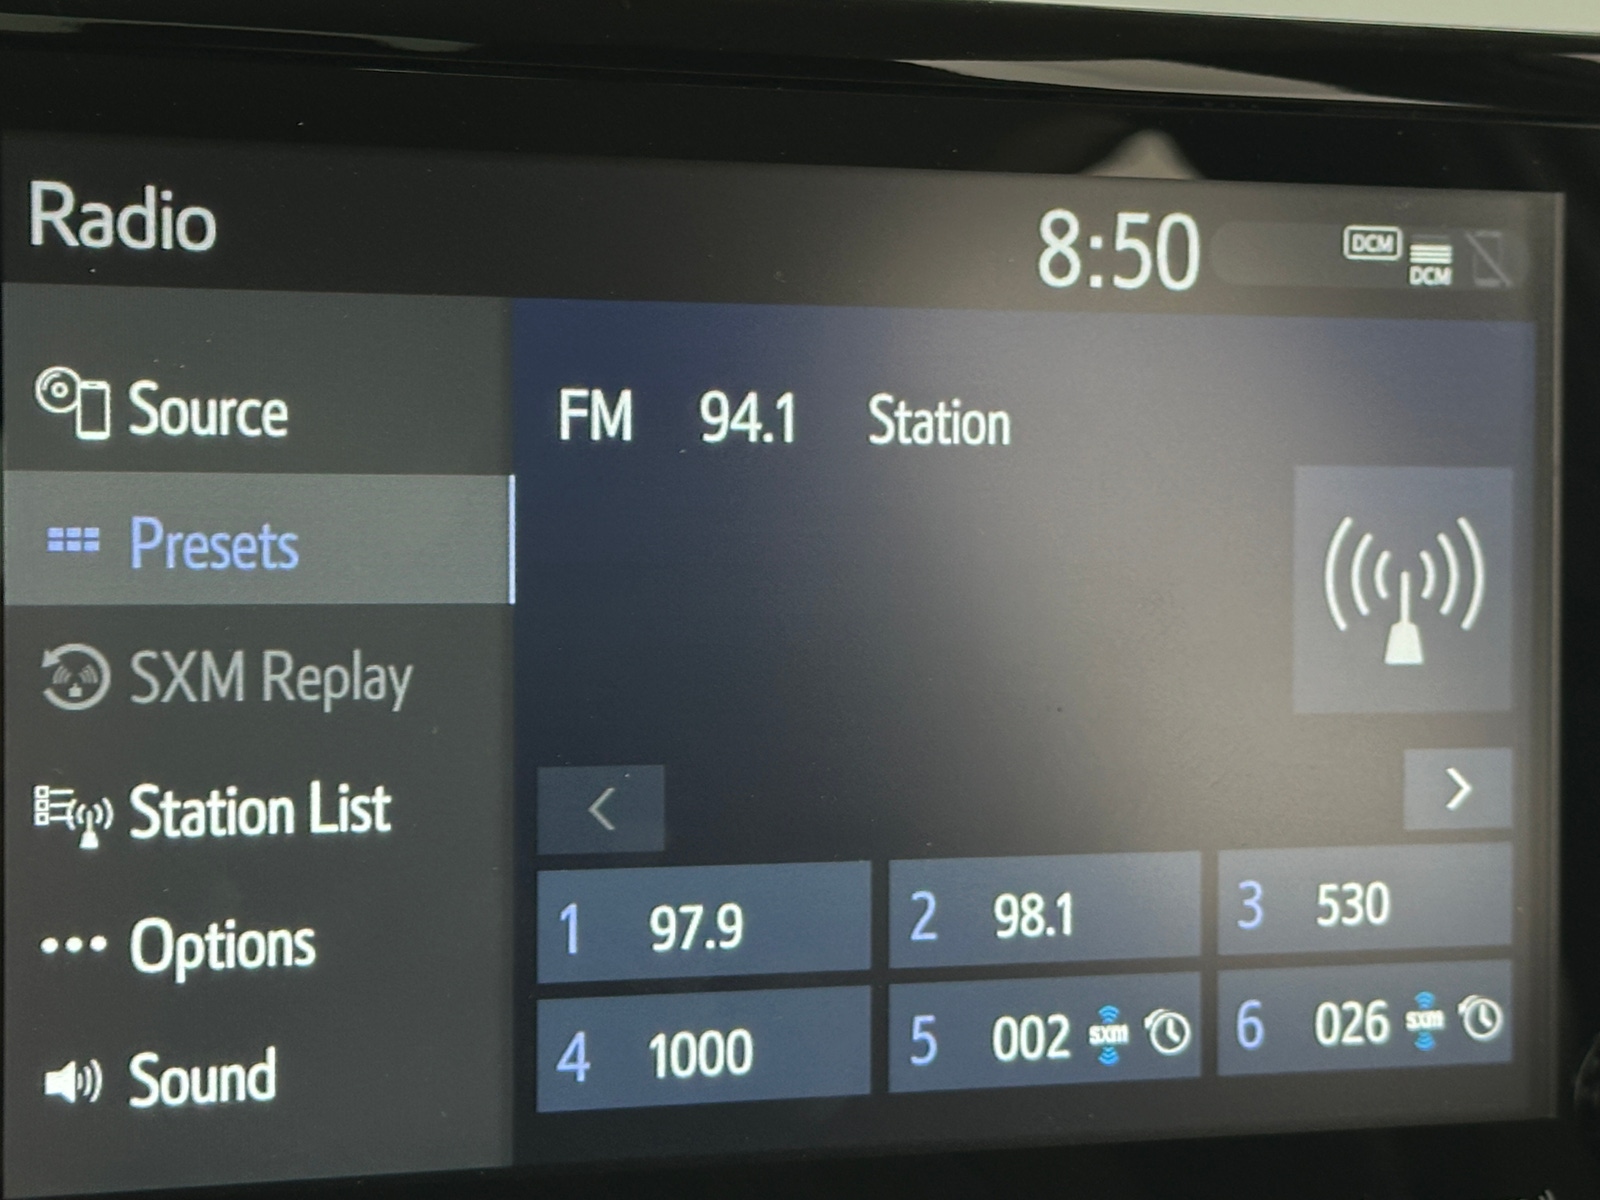 Radio
8:50
DCM
DCM
Source
Presets
SXM Replay
Station List
Options
Sound
FM 94.1 Station
1 97.9
2 98.1
3 530
4 1000
5 002 sxm
6 026 sxm